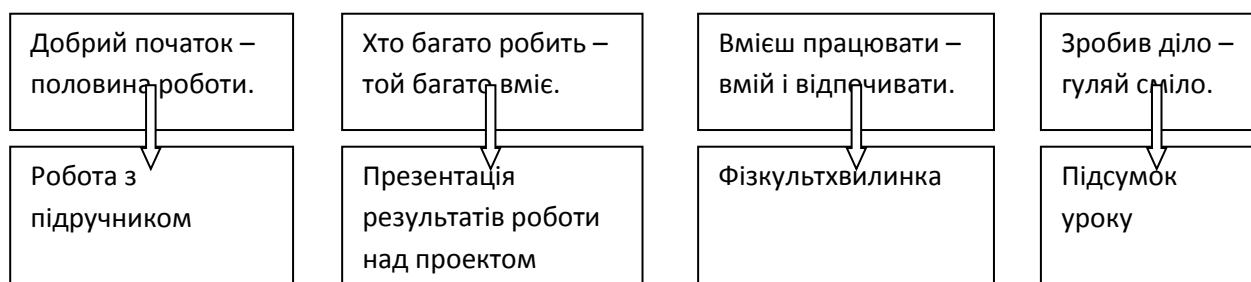 Добрий початок –
половина роботи.
Хто багато робить –
той багато вміє.
Вмієш працювати –
вмій і відпочивати.
Зробив діло –
гуляй сміло.
Робота з
підручником
Презентація
результатів роботи
над проектом
Фізкультхвилинка
Підсумок
уроку